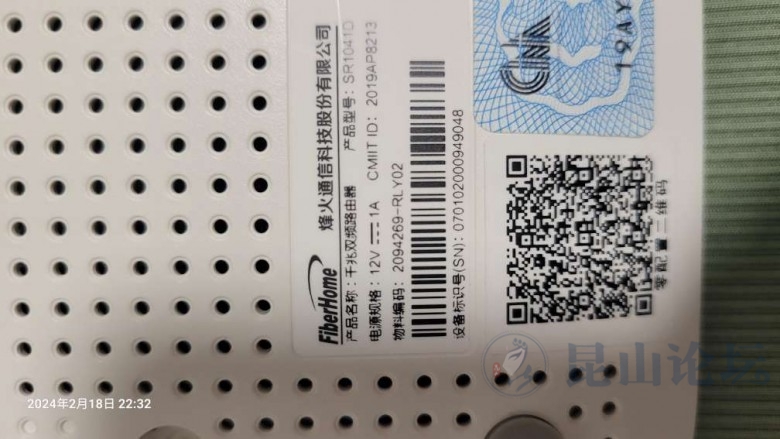 FiberHome 烽火通信科技股份有限公司
产品名称：千兆双频路由器 产品型号：SR1041D
电源规格：12V 1A CMIIT ID：2019AP8213
物料编码：2094269-RLY02
设备标识号(SN)：070102000949048
零配置二维码
19AY
昆山论坛
2024年2月18日 22:32